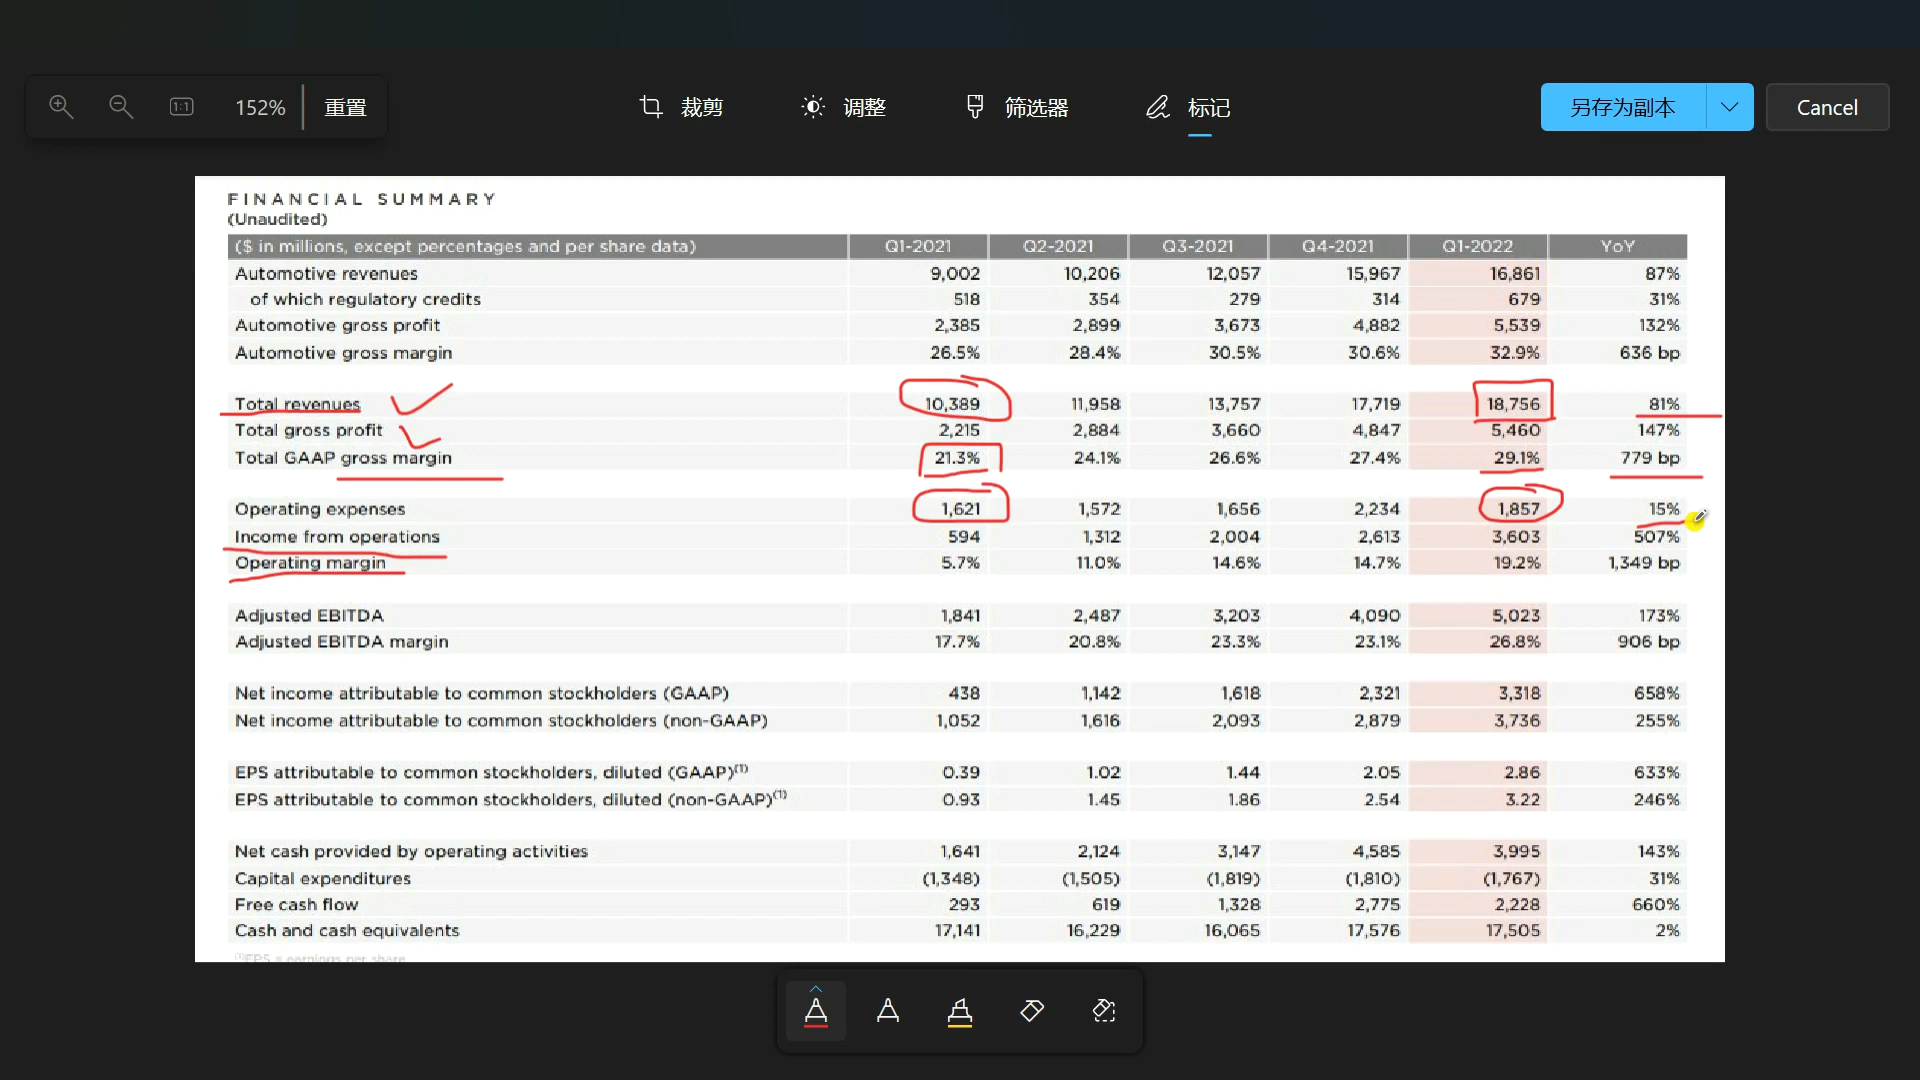 152% 重置 裁剪 调整 筛选器 标记 另存为副本 Cancel
FINANCIAL SUMMARY
(Unaudited)
($ in millions, except percentages and per share data) Q1-2021 Q2-2021 Q3-2021 Q4-2021 Q1-2022 YoY
Automotive revenues 9,002 10,206 12,057 15,967 16,861 87%
of which regulatory credits 518 354 279 314 679 31%
Automotive gross profit 2,385 2,899 3,673 4,882 5,539 132%
Automotive gross margin 26.5% 28.4% 30.5% 30.6% 32.9% 636 bp
Total revenues 10,389 11,958 13,757 17,719 18,756 81%
Total gross profit 2,215 2,884 3,660 4,847 5,460 147%
Total GAAP gross margin 21.3% 24.1% 26.6% 27.4% 29.1% 779 bp
Operating expenses 1,621 1,572 1,656 2,234 1,857 15%
Income from operations 594 1,312 2,004 2,613 3,603 507%
Operating margin 5.7% 11.0% 14.6% 14.7% 19.2% 1,349 bp
Adjusted EBITDA 1,841 2,487 3,203 4,090 5,023 173%
Adjusted EBITDA margin 17.7% 20.8% 23.3% 23.1% 26.8% 906 bp
Net income attributable to common stockholders (GAAP) 438 1,142 1,618 2,321 3,318 658%
Net income attributable to common stockholders (non-GAAP) 1,052 1,616 2,093 2,879 3,736 255%
EPS attributable to common stockholders, diluted (GAAP)(1) 0.39 1.02 1.44 2.05 2.86 633%
EPS attributable to common stockholders, diluted (non-GAAP)(1) 0.93 1.45 1.86 2.54 3.22 246%
Net cash provided by operating activities 1,641 2,124 3,147 4,585 3,995 143%
Capital expenditures (1,348) (1,505) (1,819) (1,810) (1,767) 31%
Free cash flow 293 619 1,328 2,775 2,228 660%
Cash and cash equivalents 17,141 16,229 16,065 17,576 17,505 2%
(1)EPS = earnings per share